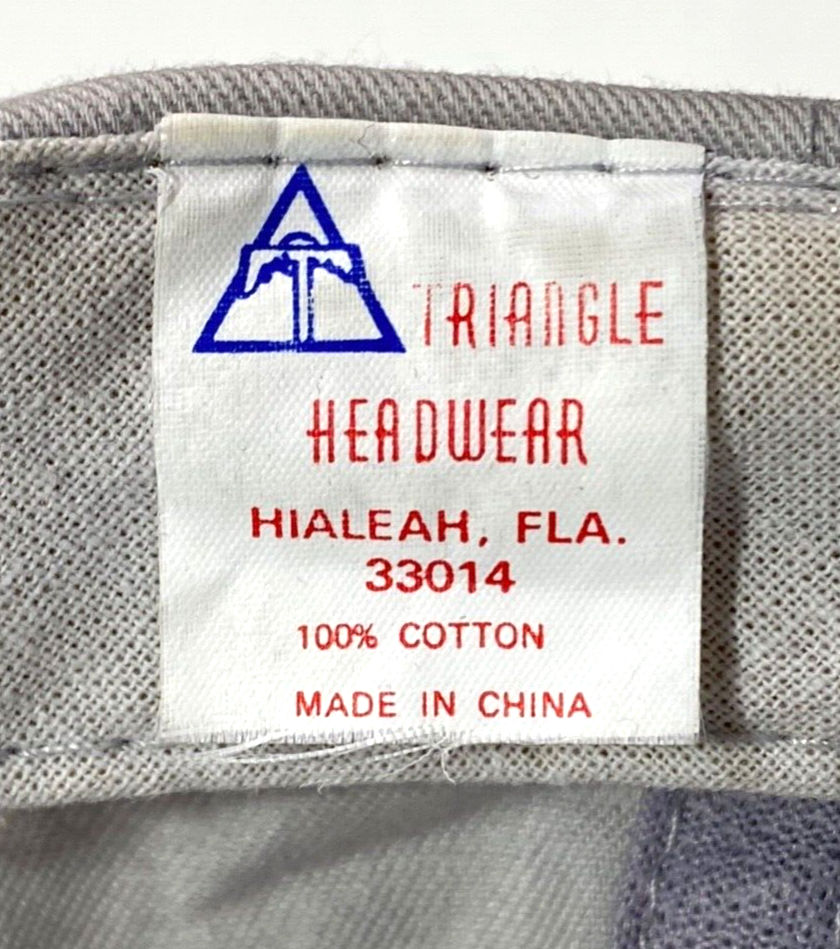 T
TRIANGLE
HEADWEAR
HIALEAH, FLA.
33014
100% COTTON
MADE IN CHINA